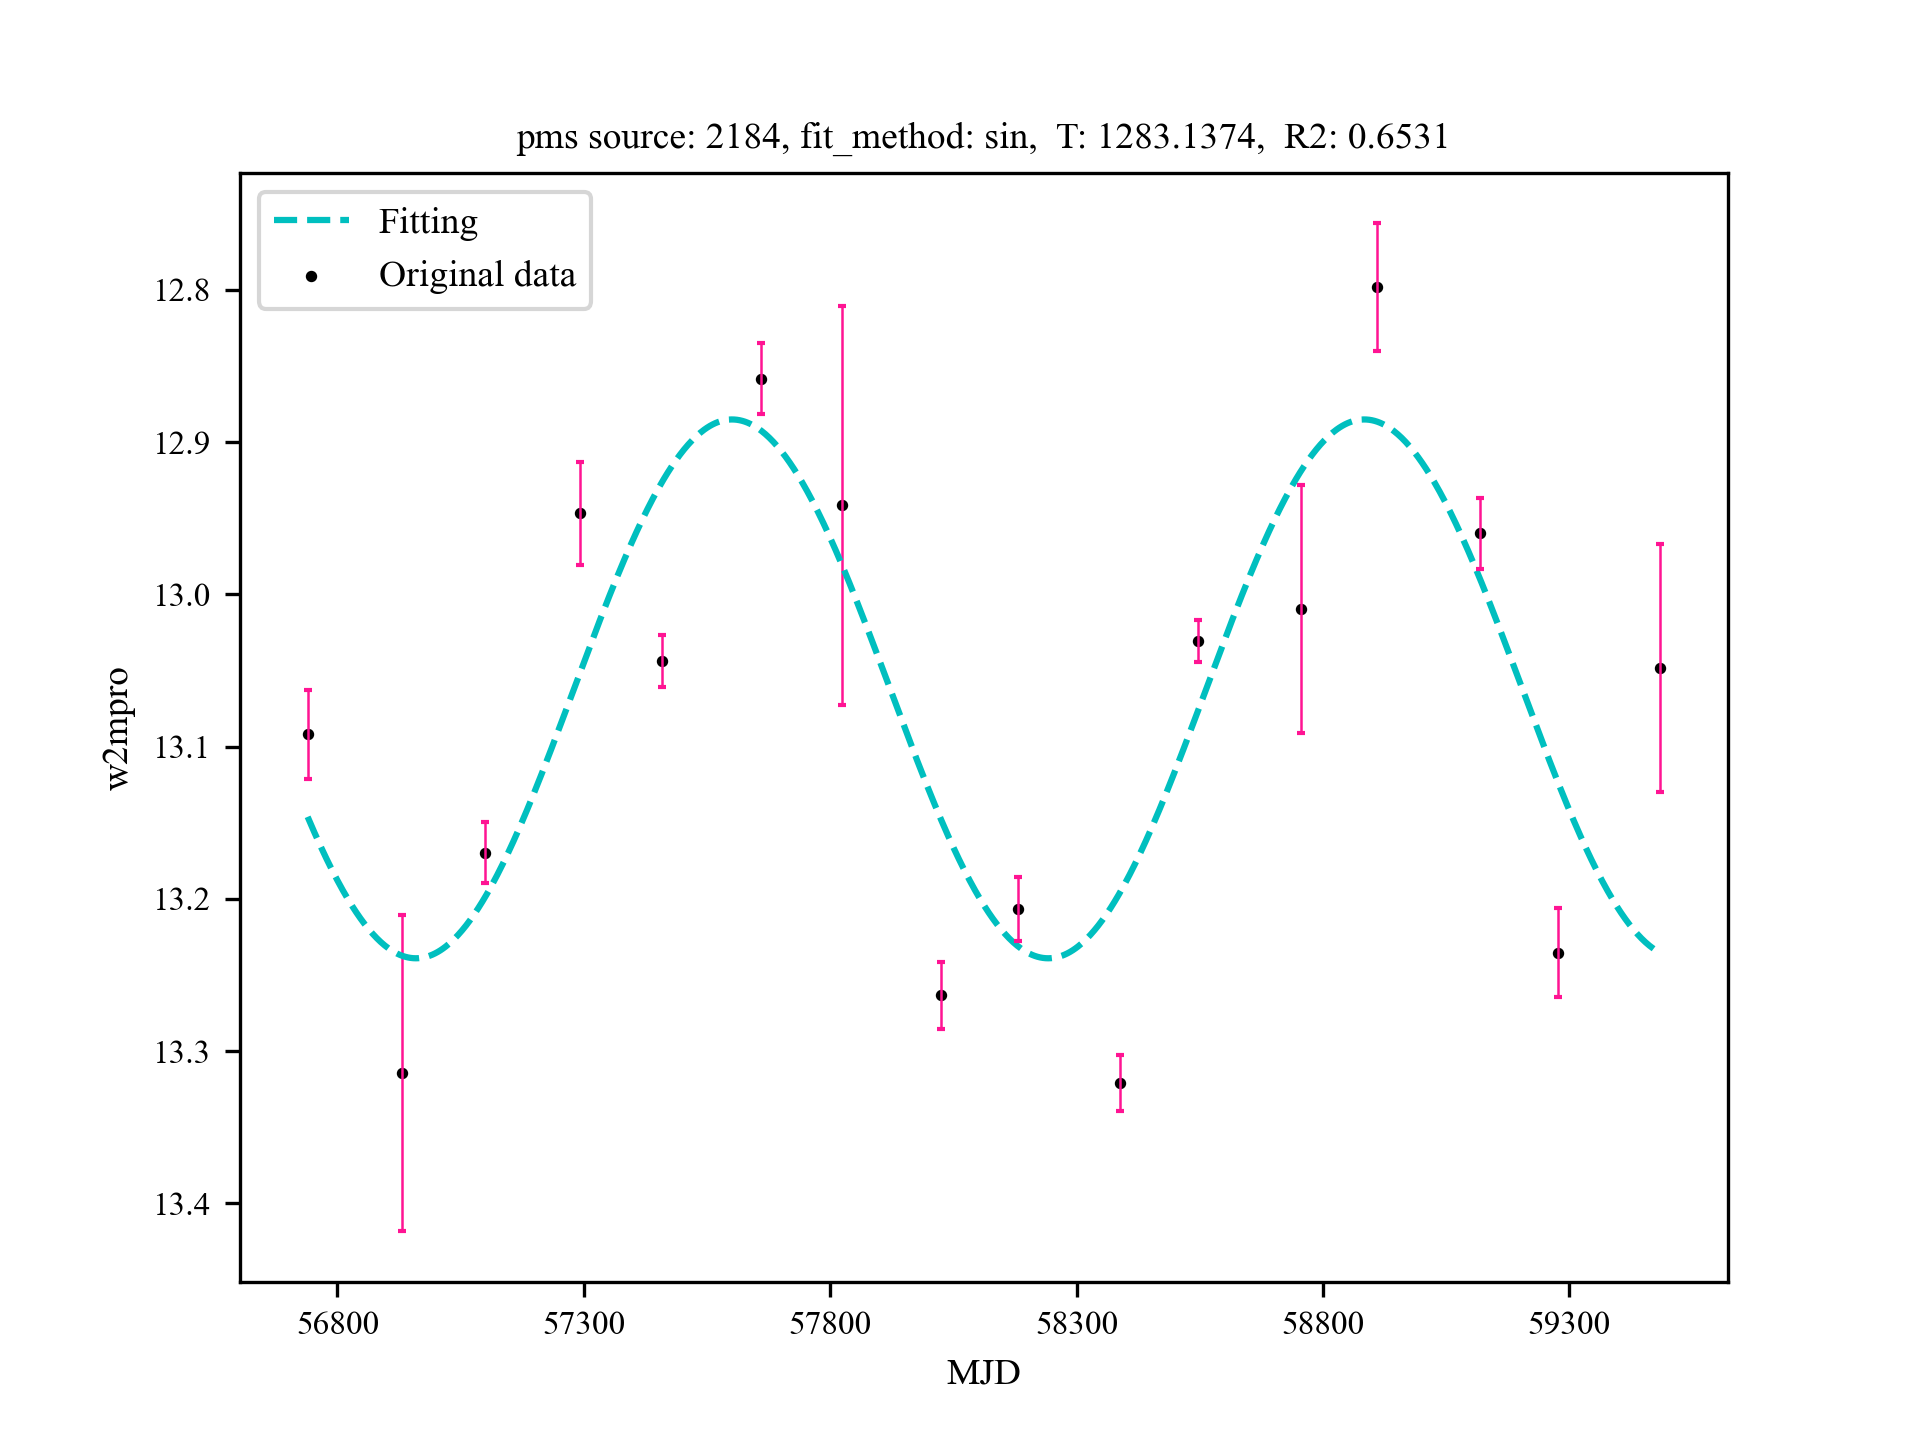 pms source: 2184, fit_method: sin,  T: 1283.1374,  R2: 0.6531
Fitting
Original data
12.8
12.9
13.0
13.1
13.2
13.3
13.4
w2mpro
56800 57300 57800 58300 58800 59300
MJD